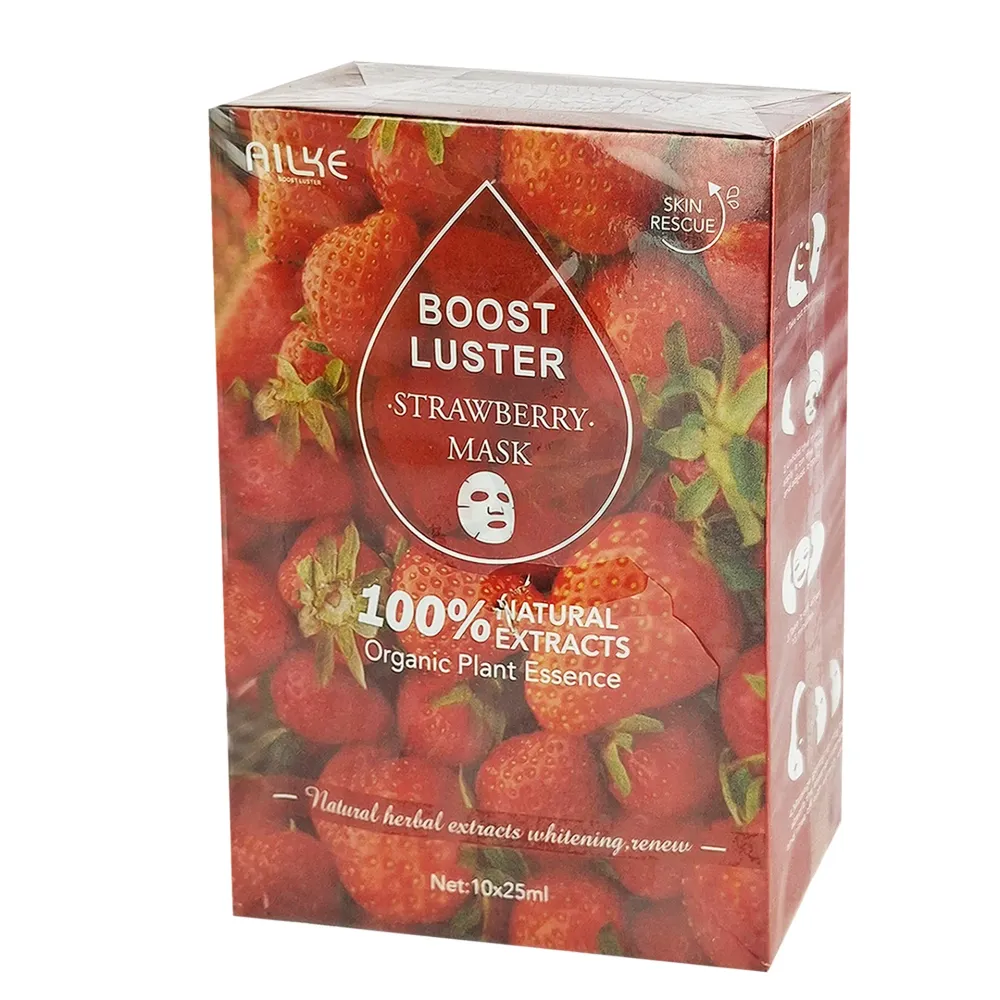 AILKE
BOOST LUSTER
SKIN
RESCUE
BOOST
LUSTER
·STRAWBERRY·
MASK
100% NATURAL
EXTRACTS
Organic Plant Essence
Natural herbal extracts whitening,renew
Net:10x25ml